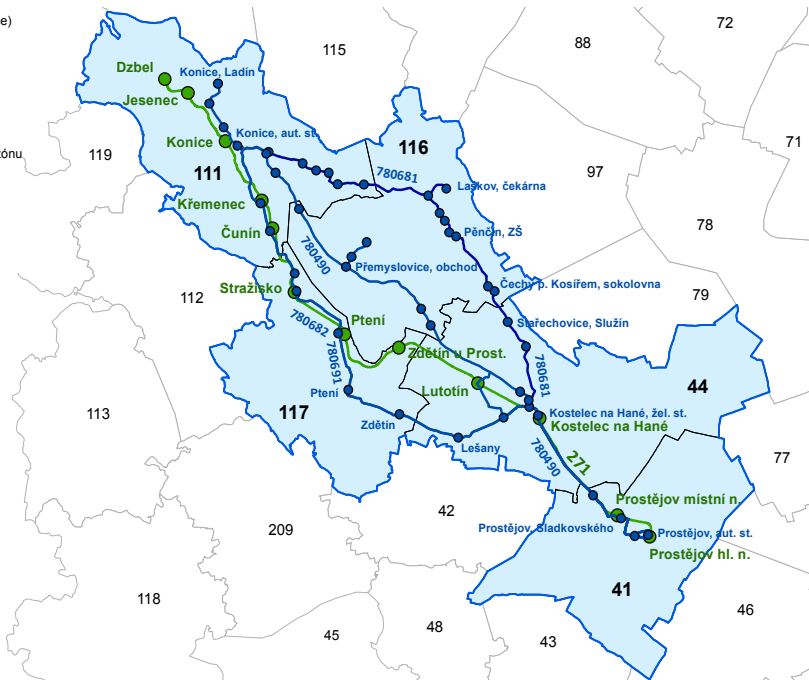 e)
72
115
88
Dzbel
Konice, Ladín
Jesenec
71
Konice, aut. st.
Konice
116
tónu
119
97
111
780681
Laškov, čekárna
Křemenec
78
Čunín
Pěnčín, ZŠ
780490
Přemyslovice, obchod
Čechy p. Kosířem, sokolovna
Stražisko
112
79
Ptení
Stařechovice, Služín
780682
Zdětín u Prost.
780691
780681
Lutotín
44
Ptení
113
117
Zdětín
Kostelec na Hané, žel. st.
Kostelec na Hané
Lešany
780490
271
77
Prostějov místní n.
42
209
Prostějov, Sladkovského
Prostějov, aut. st.
Prostějov hl. n.
41
118
46
48
45
43